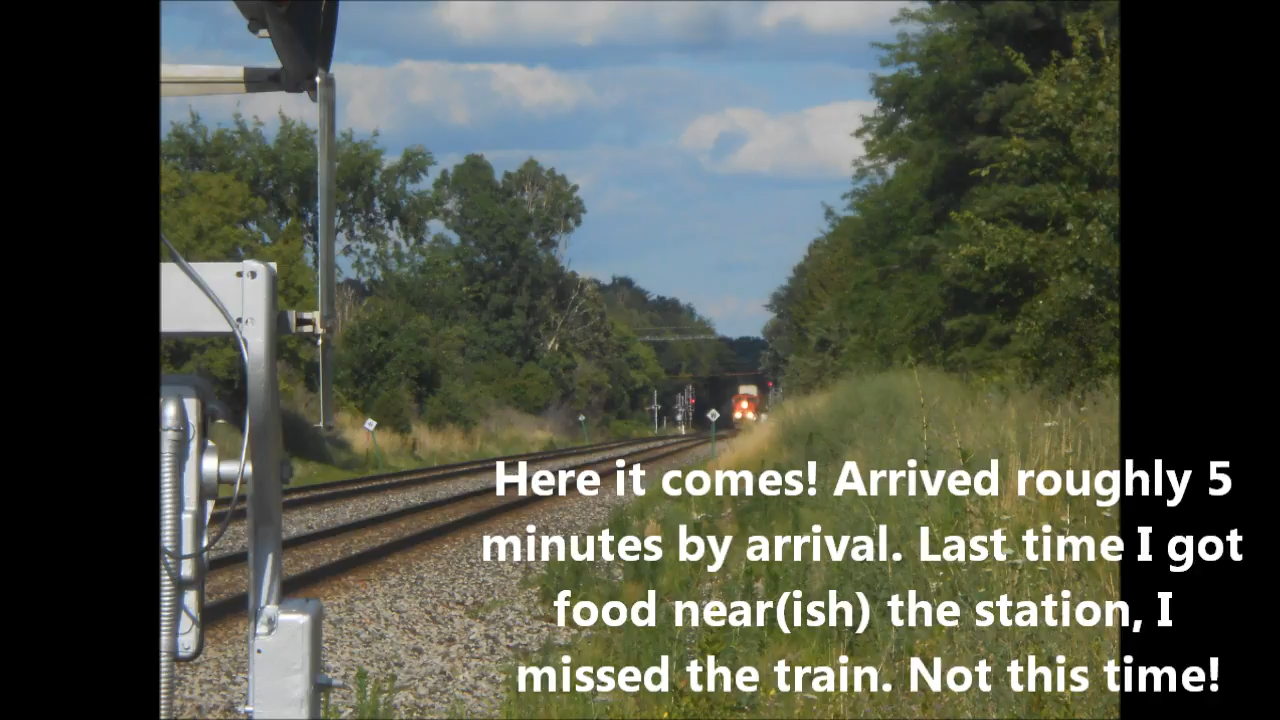 Here it comes! Arrived roughly 5
minutes by arrival. Last time I got
food near(ish) the station, I
missed the train. Not this time!